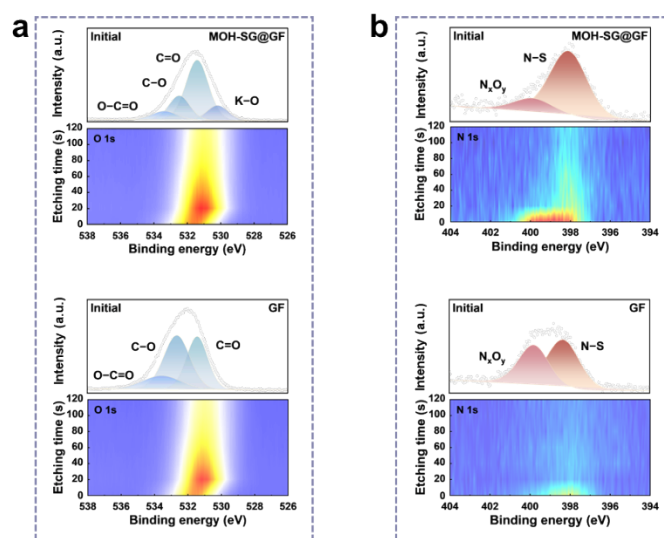 a
Initial
MOH-SG@GF
C=O
C−O
O−C=O
K−O
Intensity (a.u.)
O 1s
Etching time (s)
120
100
80
60
40
20
0
538 536 534 532 530 528 526
Binding energy (eV)
Initial
GF
C−O
C=O
O−C=O
Intensity (a.u.)
O 1s
Etching time (s)
120
100
80
60
40
20
0
538 536 534 532 530 528 526
Binding energy (eV)
b
Initial
MOH-SG@GF
N−S
NₓOᵧ
Intensity (a.u.)
N 1s
Etching time (s)
120
100
80
60
40
20
0
404 402 400 398 396 394
Binding energy (eV)
Initial
GF
NₓOᵧ
N−S
Intensity (a.u.)
N 1s
Etching time (s)
120
100
80
60
40
20
0
404 402 400 398 396 394
Binding energy (eV)